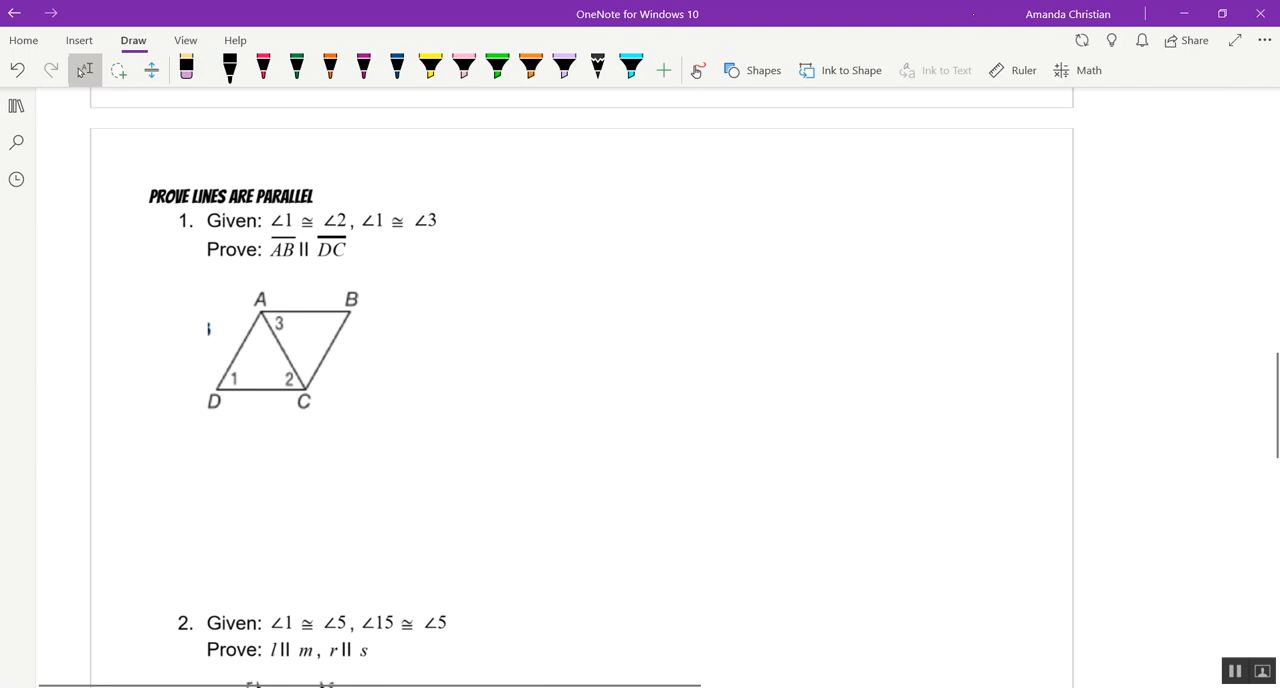 OneNote for Windows 10
Amanda Christian
Home Insert Draw View Help
Share
Shapes Ink to Shape Ink to Text Ruler Math
PROVE LINES ARE PARALLEL
1. Given: ∠1 ≅ ∠2, ∠1 ≅ ∠3
Prove: AB || DC
A B
3
1 2
D C
2. Given: ∠1 ≅ ∠5, ∠15 ≅ ∠5
Prove: l || m, r || s